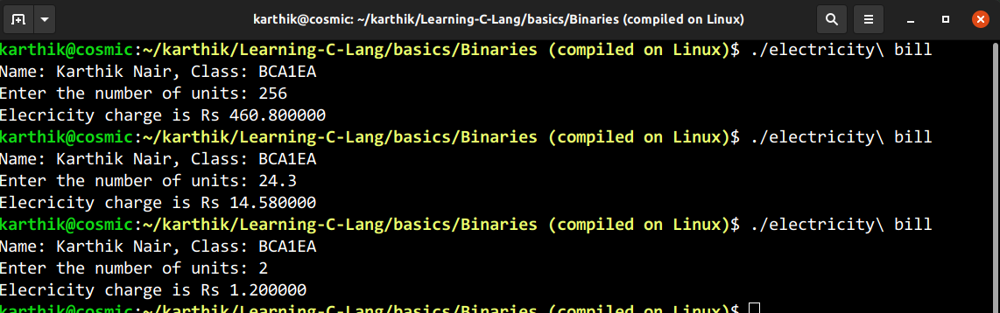 karthik@cosmic: ~/karthik/Learning-C-Lang/basics/Binaries (compiled on Linux)
karthik@cosmic:~/karthik/Learning-C-Lang/basics/Binaries (compiled on Linux)$ ./electricity\ bill
Name: Karthik Nair, Class: BCA1EA
Enter the number of units: 256
Elecricity charge is Rs 460.800000
karthik@cosmic:~/karthik/Learning-C-Lang/basics/Binaries (compiled on Linux)$ ./electricity\ bill
Name: Karthik Nair, Class: BCA1EA
Enter the number of units: 24.3
Elecricity charge is Rs 14.580000
karthik@cosmic:~/karthik/Learning-C-Lang/basics/Binaries (compiled on Linux)$ ./electricity\ bill
Name: Karthik Nair, Class: BCA1EA
Enter the number of units: 2
Elecricity charge is Rs 1.200000
karthik@cosmic:~/karthik/Learning-C-Lang/basics/Binaries (compiled on Linux)$